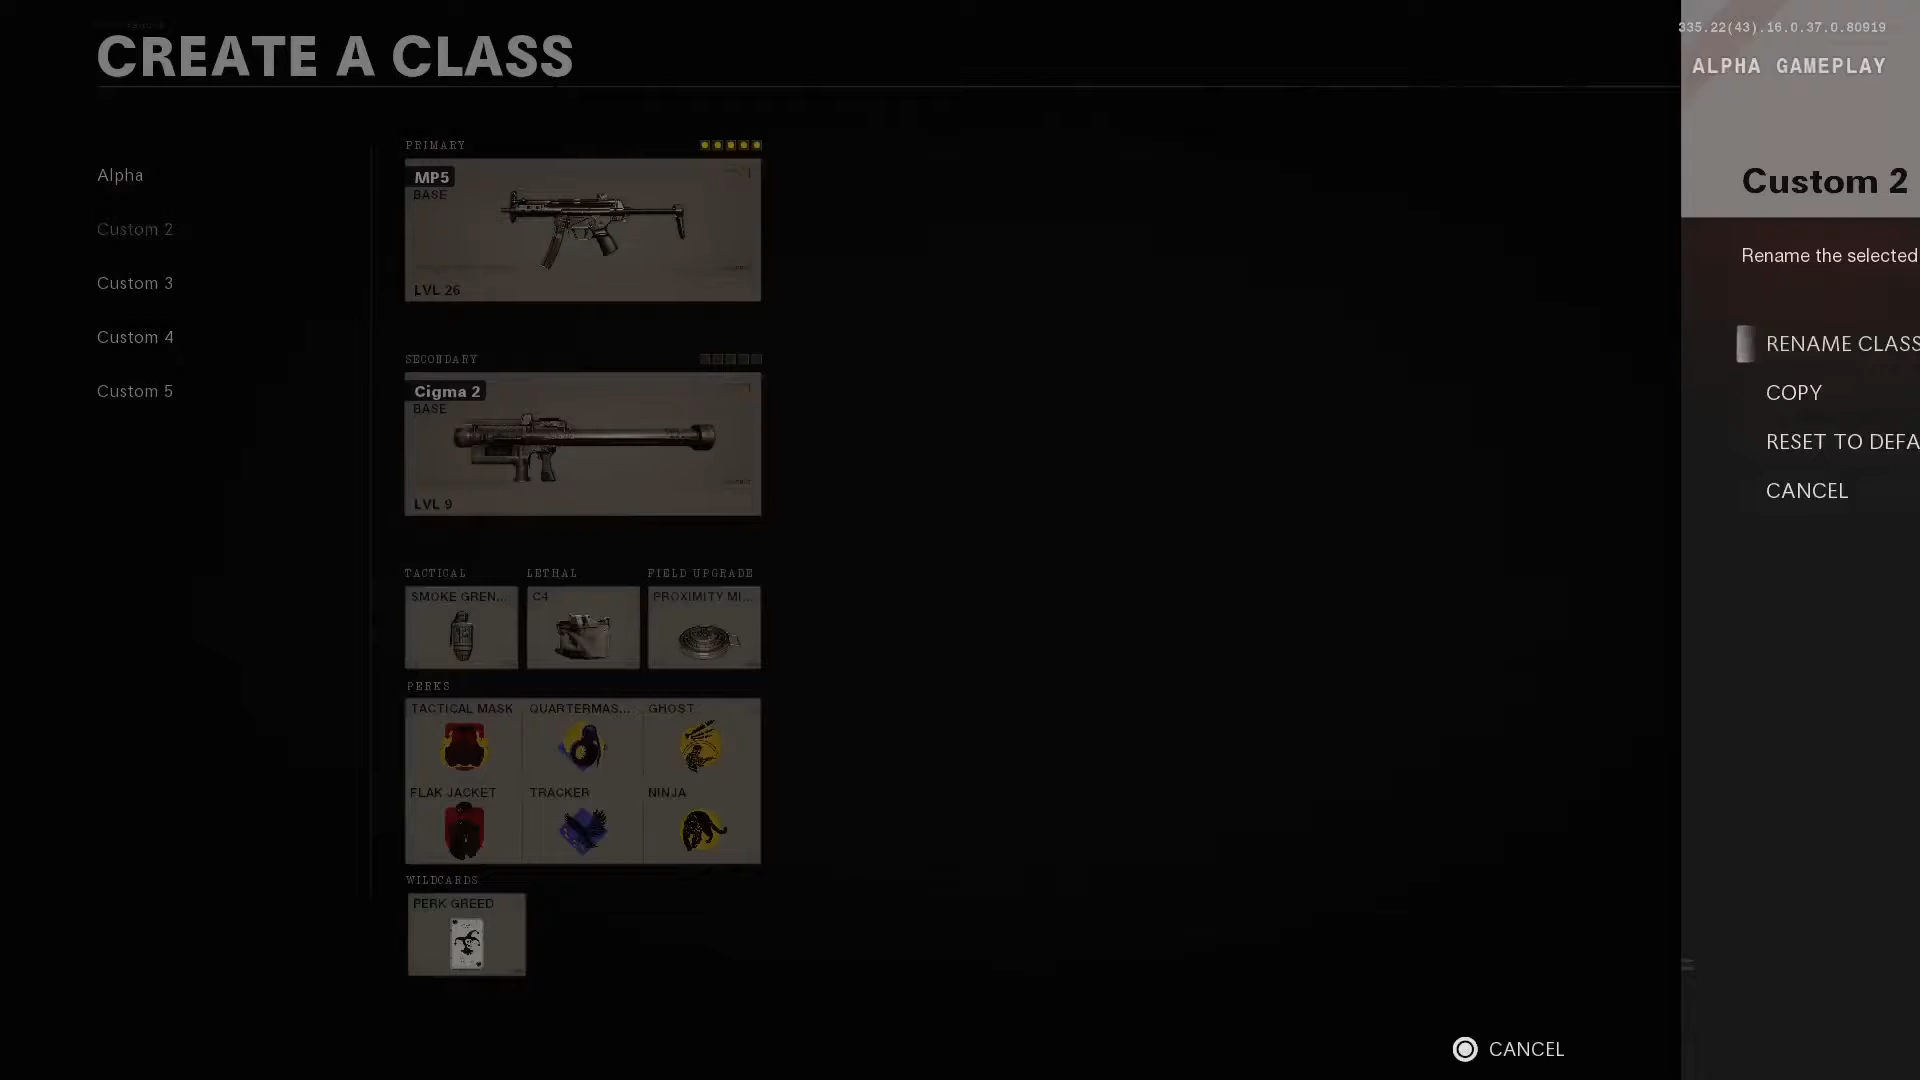 CREATE A CLASS
335.22(43).16.0.37.0.80919
ALPHA GAMEPLAY
Alpha
Custom 2
Custom 3
Custom 4
Custom 5
PRIMARY
MP5
BASE
LVL 26
SECONDARY
Cigma 2
BASE
LVL 9
TACTICAL LETHAL FIELD UPGRADE
SMOKE GREN... C4 PROXIMITY MI...
PERKS
TACTICAL MASK QUARTERMAS... GHOST
FLAK JACKET TRACKER NINJA
WILDCARDS
PERK GREED
Custom 2
Rename the selected
RENAME CLASS
COPY
RESET TO DEFA
CANCEL
CANCEL